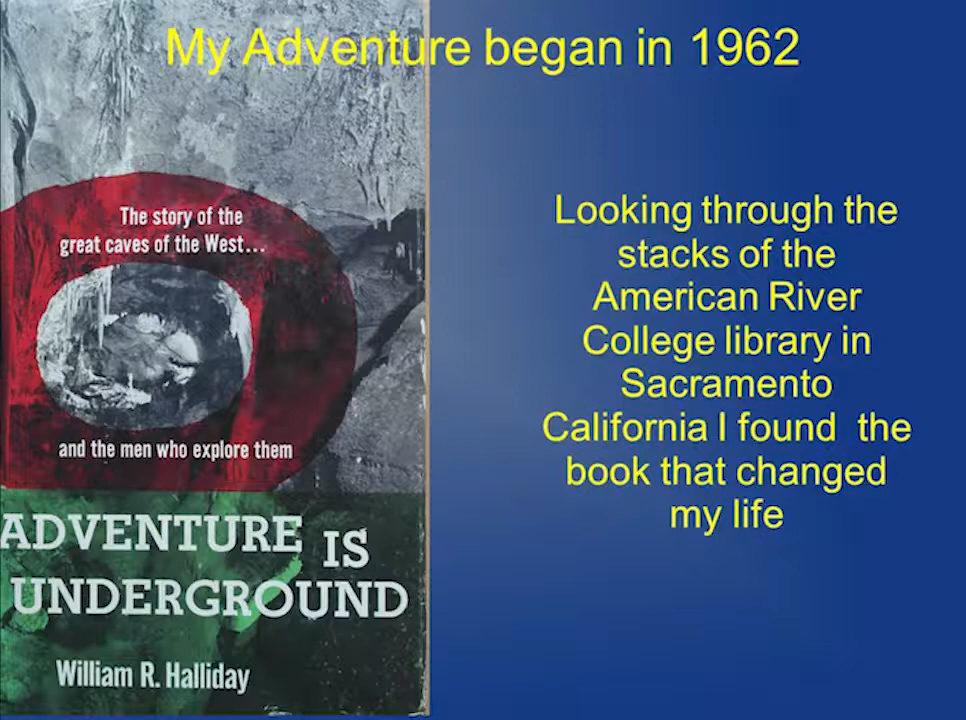 My Adventure began in 1962
The story of the
great caves of the West...
and the men who explore them
ADVENTURE IS
UNDERGROUND
William R. Halliday
Looking through the
stacks of the
American River
College library in
Sacramento
California I found  the
book that changed
my life